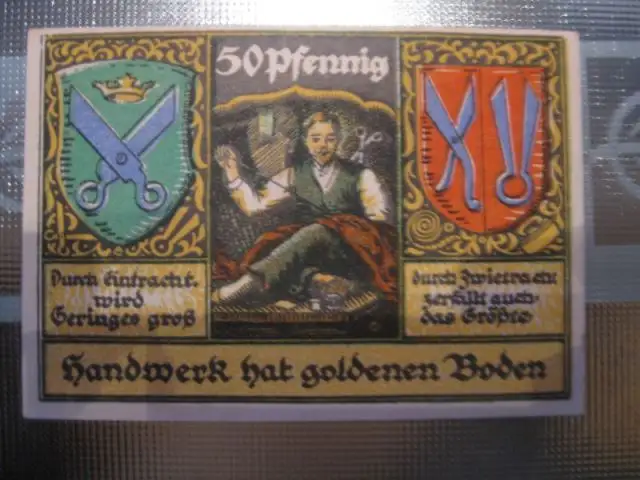 50 Pfennig
Durch Eintracht
wird
Geringes groß
durch Zwietracht
zerfällt auch
das Größte
Handwerk hat goldenen Boden